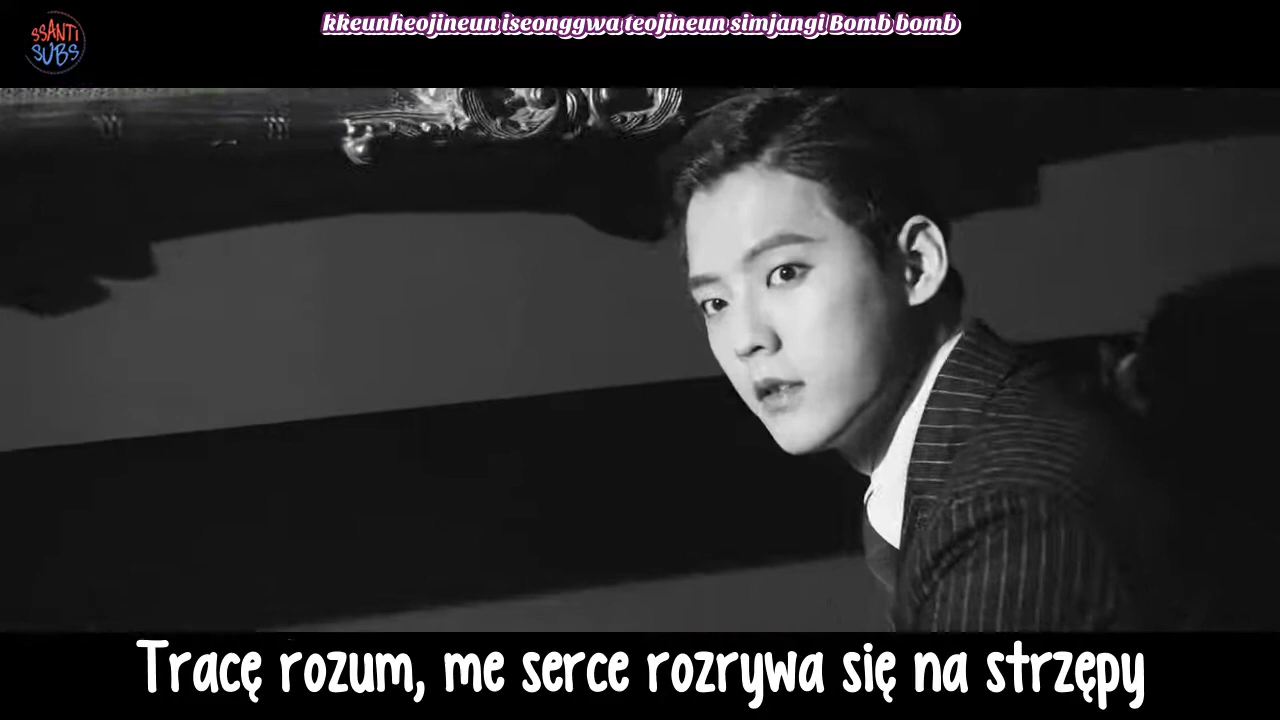 SSANTI
SUBS
kkeunheojineun iseonggwa teojineun simjangi Bomb bomb
Tracę rozum, me serce rozrywa się na strzępy